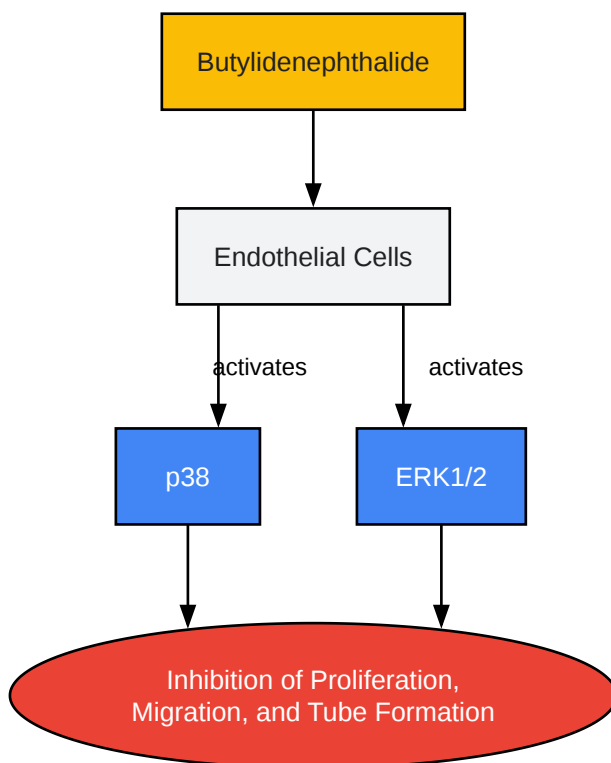 Butylidenephthalide
Endothelial Cells
activates
activates
p38
ERK1/2
Inhibition of Proliferation,
Migration, and Tube Formation